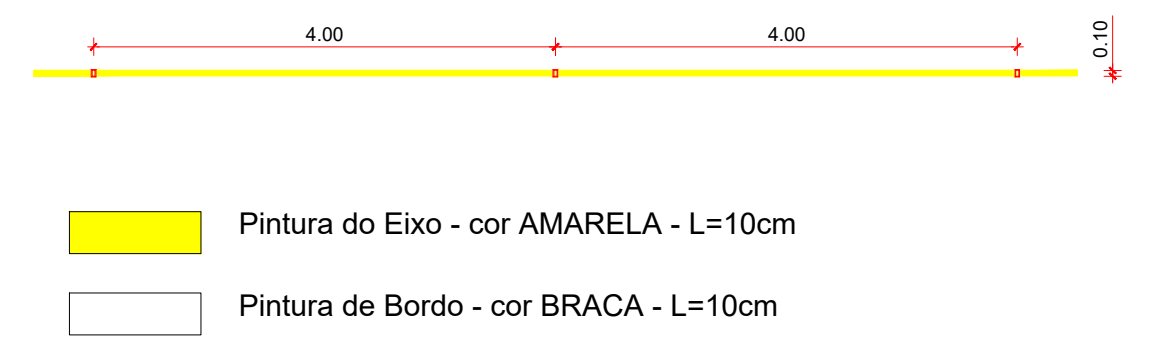 4.00
4.00
0.10
Pintura do Eixo - cor AMARELA - L=10cm
Pintura de Bordo - cor BRACA - L=10cm